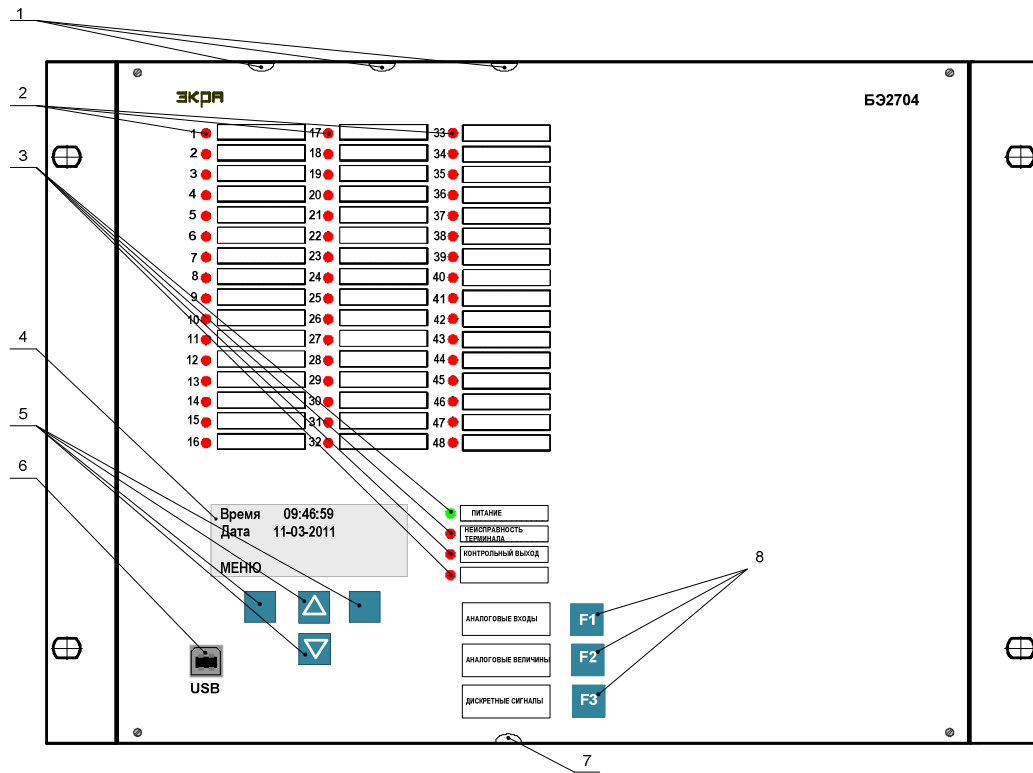 1
2
3
4
5
6
7
8
ЭКРА
БЭ2704
1 17 33
2 18 34
3 19 35
4 20 36
5 21 37
6 22 38
7 23 39
8 24 40
9 25 41
10 26 42
11 27 43
12 28 44
13 29 45
14 30 46
15 31 47
16 32 48
Время 09:46:59
Дата 11-03-2011
МЕНЮ
ПИТАНИЕ
НЕИСПРАВНОСТЬ
ТЕРМИНАЛА
КОНТРОЛЬНЫЙ ВЫХОД
АНАЛОГОВЫЕ ВХОДЫ F1
АНАЛОГОВЫЕ ВЕЛИЧИНЫ F2
ДИСКРЕТНЫЕ СИГНАЛЫ F3
USB